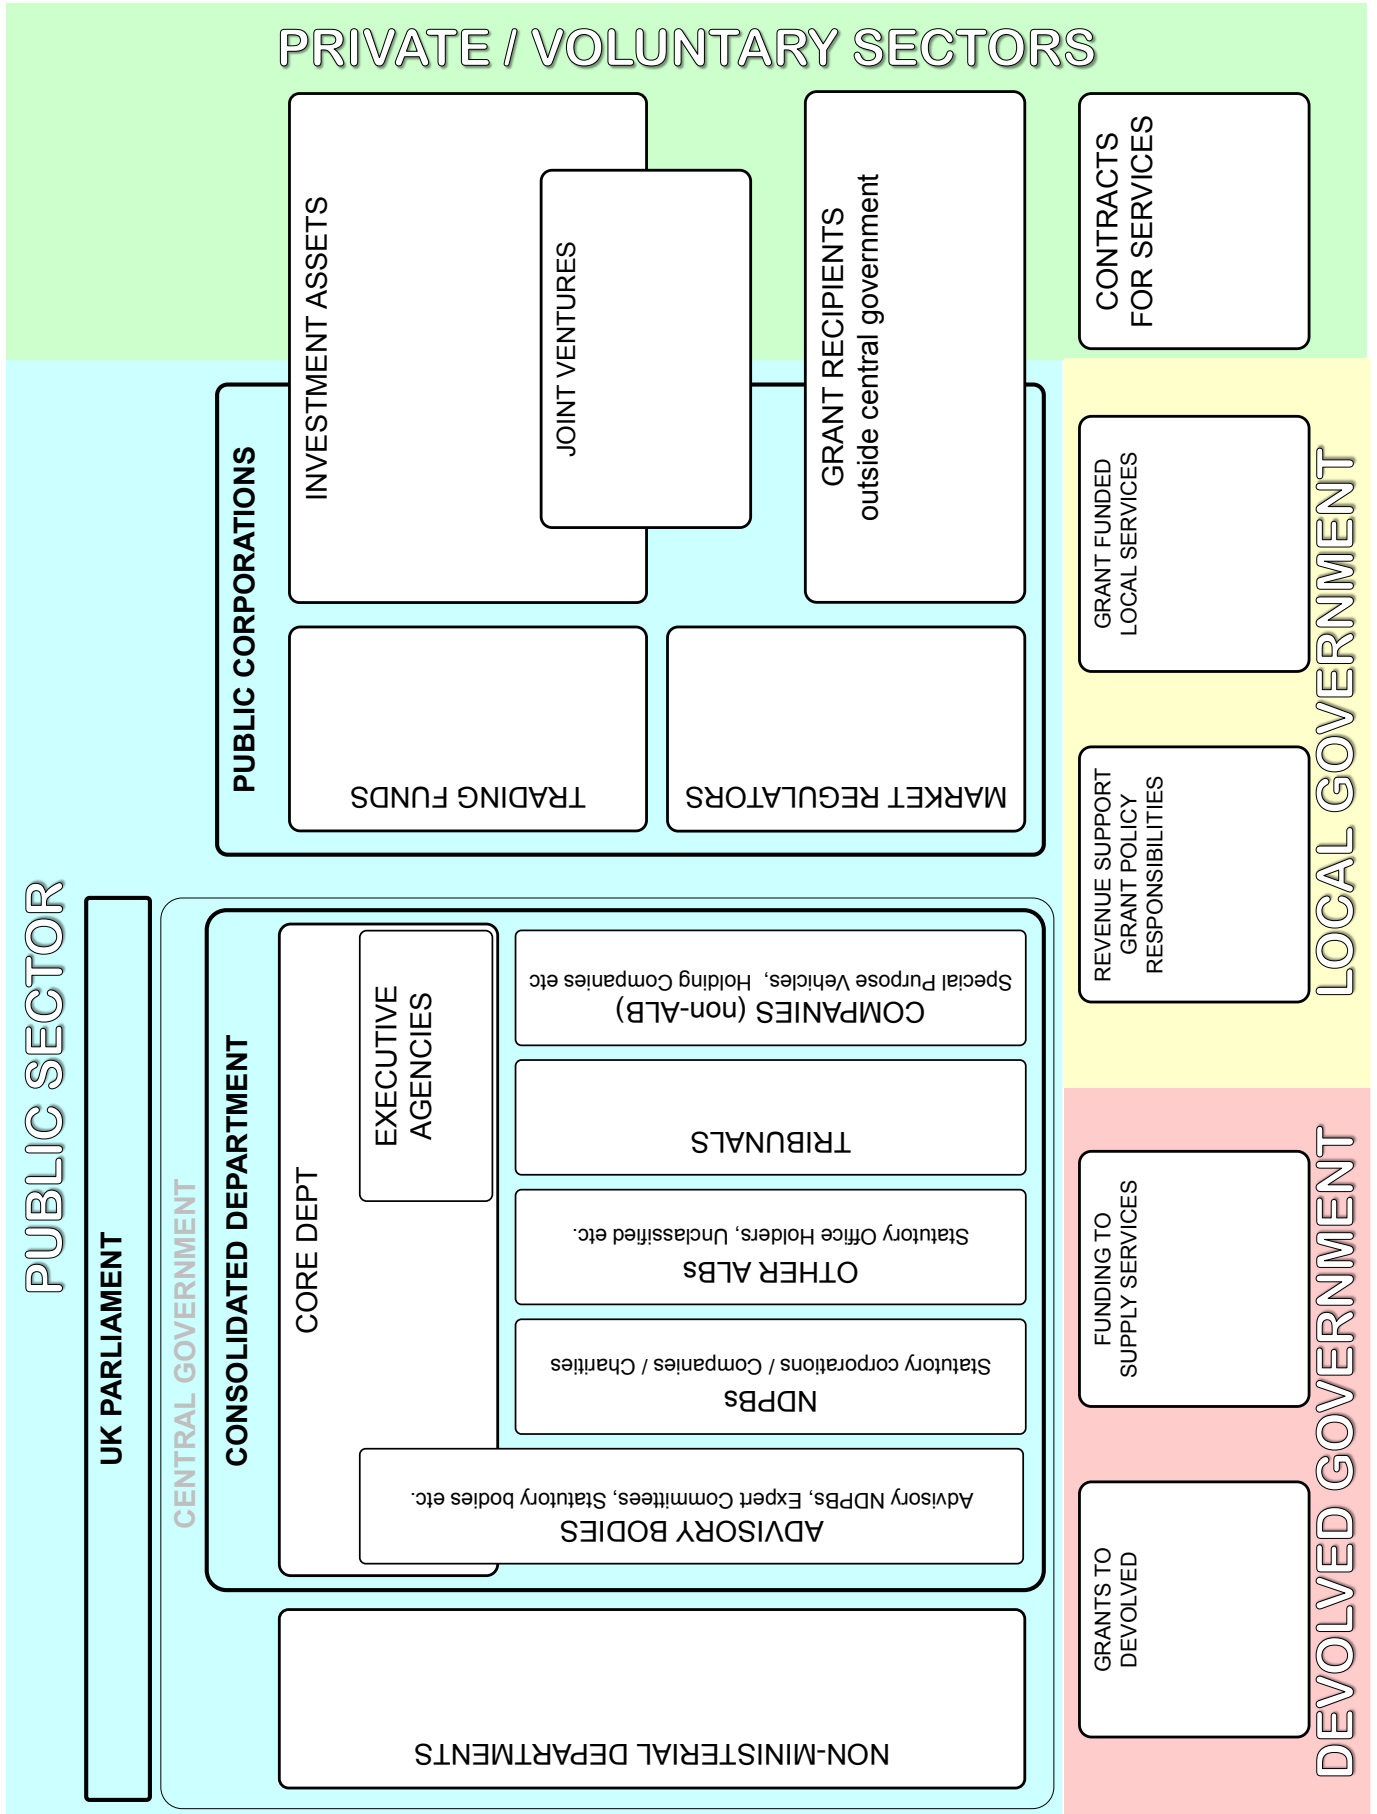 PRIVATE / VOLUNTARY SECTORS
PUBLIC SECTOR
UK PARLIAMENT
CENTRAL GOVERNMENT
CONSOLIDATED DEPARTMENT
CORE DEPT
EXECUTIVE
AGENCIES
NON-MINISTERIAL DEPARTMENTS
ADVISORY BODIES
Advisory NDPBs, Expert Committees, Statutory bodies etc.
NDPBs
Statutory corporations / Companies / Charities
OTHER ALBs
Statutory Office Holders, Unclassified etc.
TRIBUNALS
COMPANIES (non-ALB)
Special Purpose Vehicles, Holding Companies etc
PUBLIC CORPORATIONS
TRADING FUNDS
MARKET REGULATORS
INVESTMENT ASSETS
JOINT VENTURES
GRANT RECIPIENTS
outside central government
CONTRACTS
FOR SERVICES
GRANT FUNDED
LOCAL SERVICES
REVENUE SUPPORT
GRANT POLICY
RESPONSIBILITIES
LOCAL GOVERNMENT
FUNDING TO
SUPPLY SERVICES
GRANTS TO
DEVOLVED
DEVOLVED GOVERNMENT